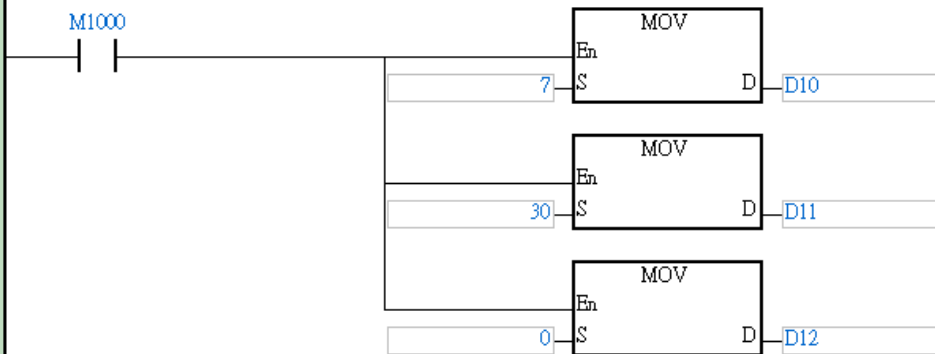 M1000
MOV
En
7 S D D10
MOV
En
30 S D D11
MOV
En
0 S D D12